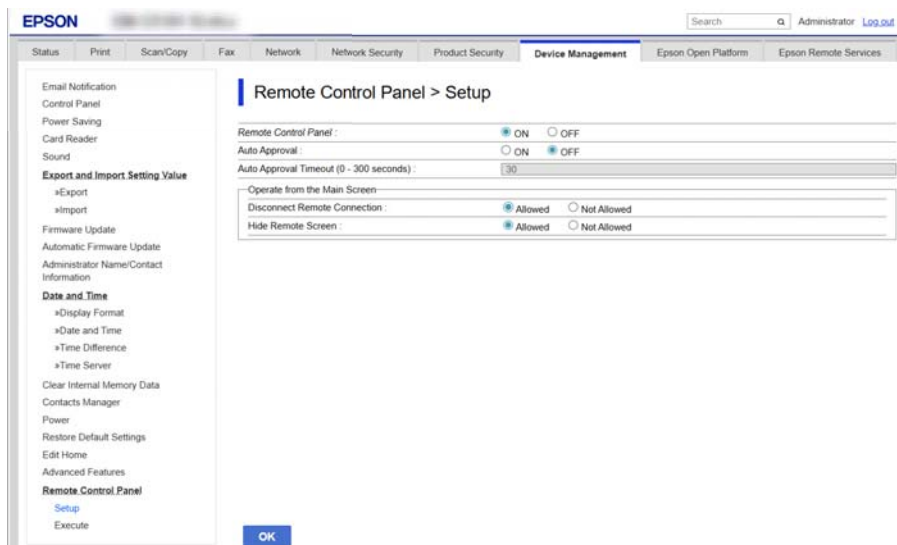 EPSON
Search
Administrator Log out
Status Print Scan/Copy Fax Network Network Security Product Security Device Management Epson Open Platform Epson Remote Services
Email Notification
Control Panel
Power Saving
Card Reader
Sound
Export and Import Setting Value
»Export
»Import
Firmware Update
Automatic Firmware Update
Administrator Name/Contact
Information
Date and Time
»Display Format
»Date and Time
»Time Difference
»Time Server
Clear Internal Memory Data
Contacts Manager
Power
Restore Default Settings
Edit Home
Advanced Features
Remote Control Panel
Setup
Execute
Remote Control Panel > Setup
Remote Control Panel : ON OFF
Auto Approval : ON OFF
Auto Approval Timeout (0 - 300 seconds) : 30
Operate from the Main Screen
Disconnect Remote Connection : Allowed Not Allowed
Hide Remote Screen : Allowed Not Allowed
OK